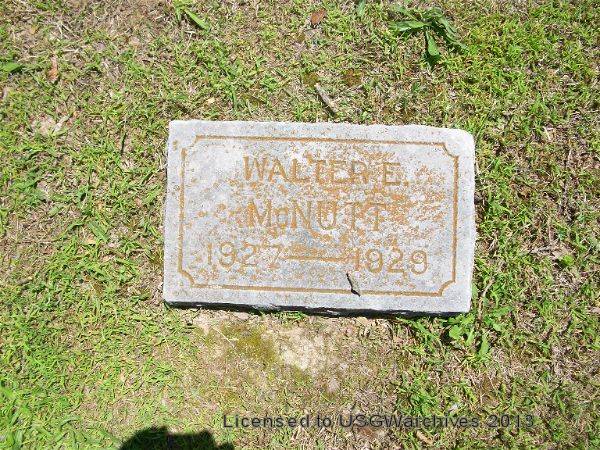 WALTER E.
McNUTT
1927—1929
Licensed to USGWarchives 2013